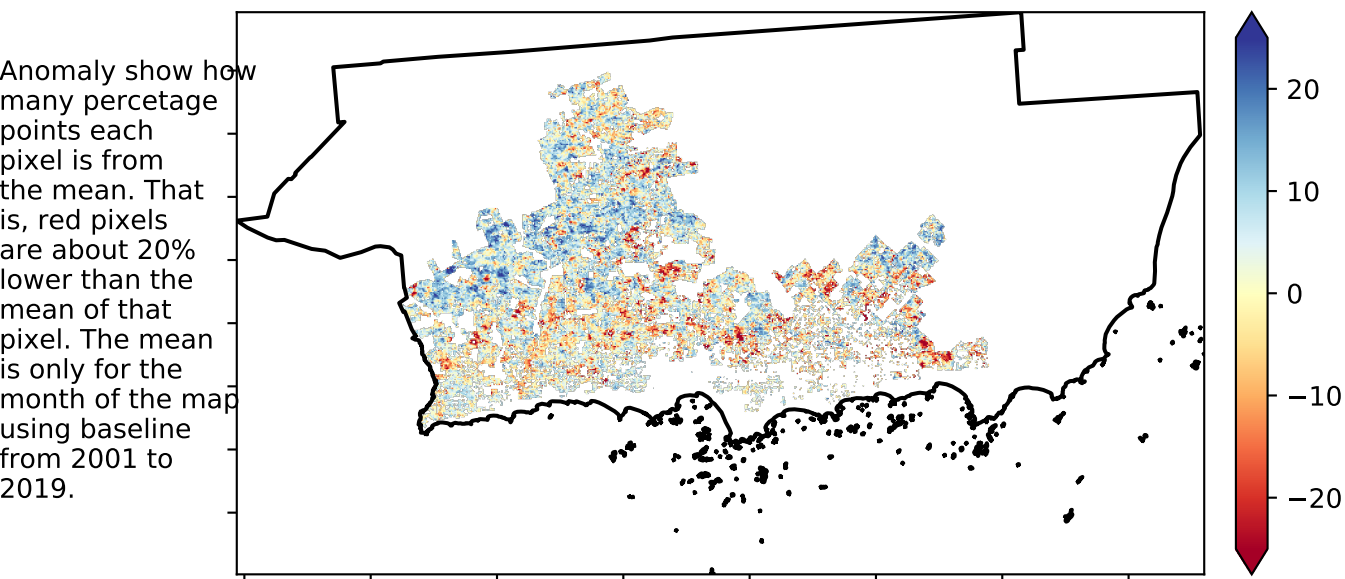 Anomaly show how
many percetage
points each
pixel is from
the mean. That
is, red pixels
are about 20%
lower than the
mean of that
pixel. The mean
is only for the
month of the map
using baseline
from 2001 to
2019.
20
10
0
−10
−20